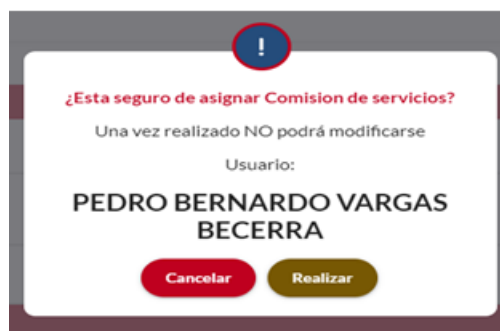 !
¿Esta seguro de asignar Comision de servicios?
Una vez realizado NO podrá modificarse
Usuario:
PEDRO BERNARDO VARGAS
BECERRA
Cancelar Realizar